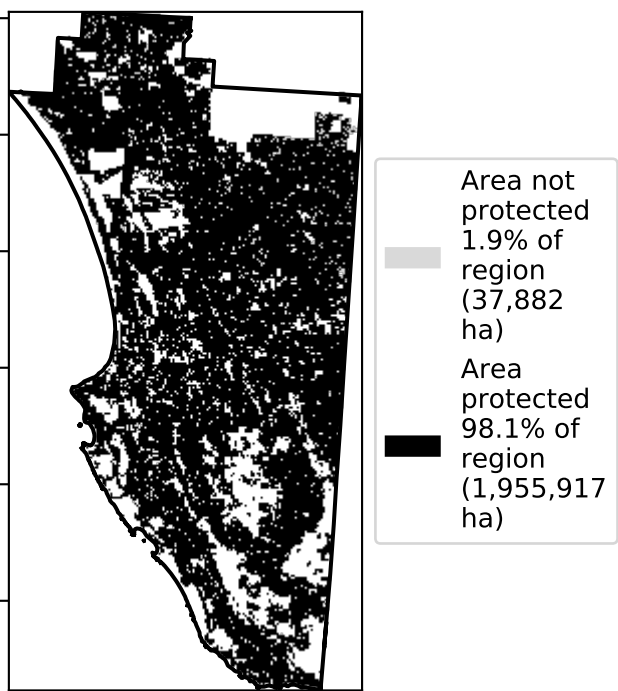 Area not
protected
1.9% of
region
(37,882
ha)
Area
protected
98.1% of
region
(1,955,917
ha)